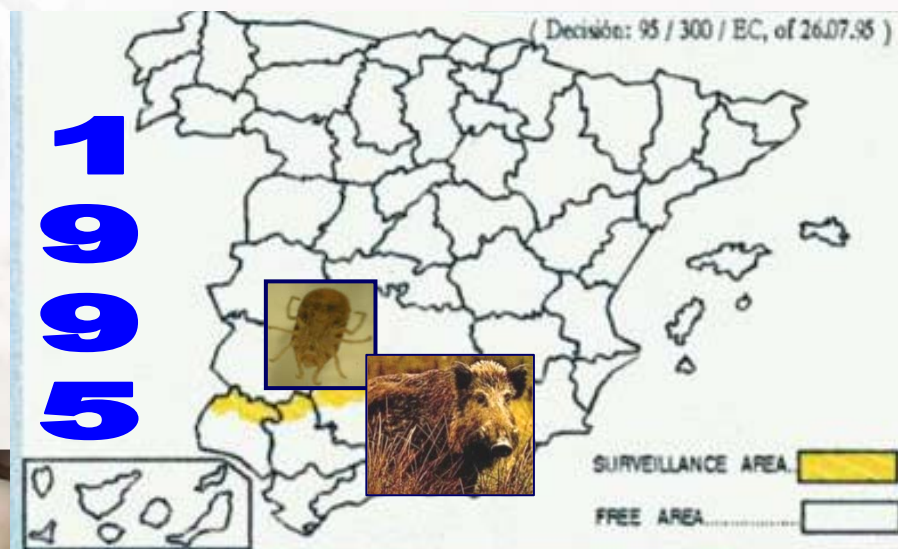 ( Decisión: 95 / 300 / EC, of 26.07.95 )
1
9
9
5
SURVEILLANCE AREA..
FREE AREA...............